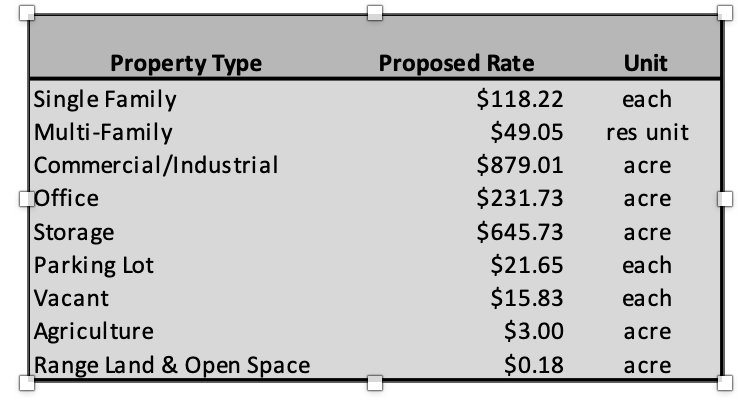 Property Type Proposed Rate Unit
Single Family $118.22 each
Multi-Family $49.05 res unit
Commercial/Industrial $879.01 acre
Office $231.73 acre
Storage $645.73 acre
Parking Lot $21.65 each
Vacant $15.83 each
Agriculture $3.00 acre
Range Land & Open Space $0.18 acre